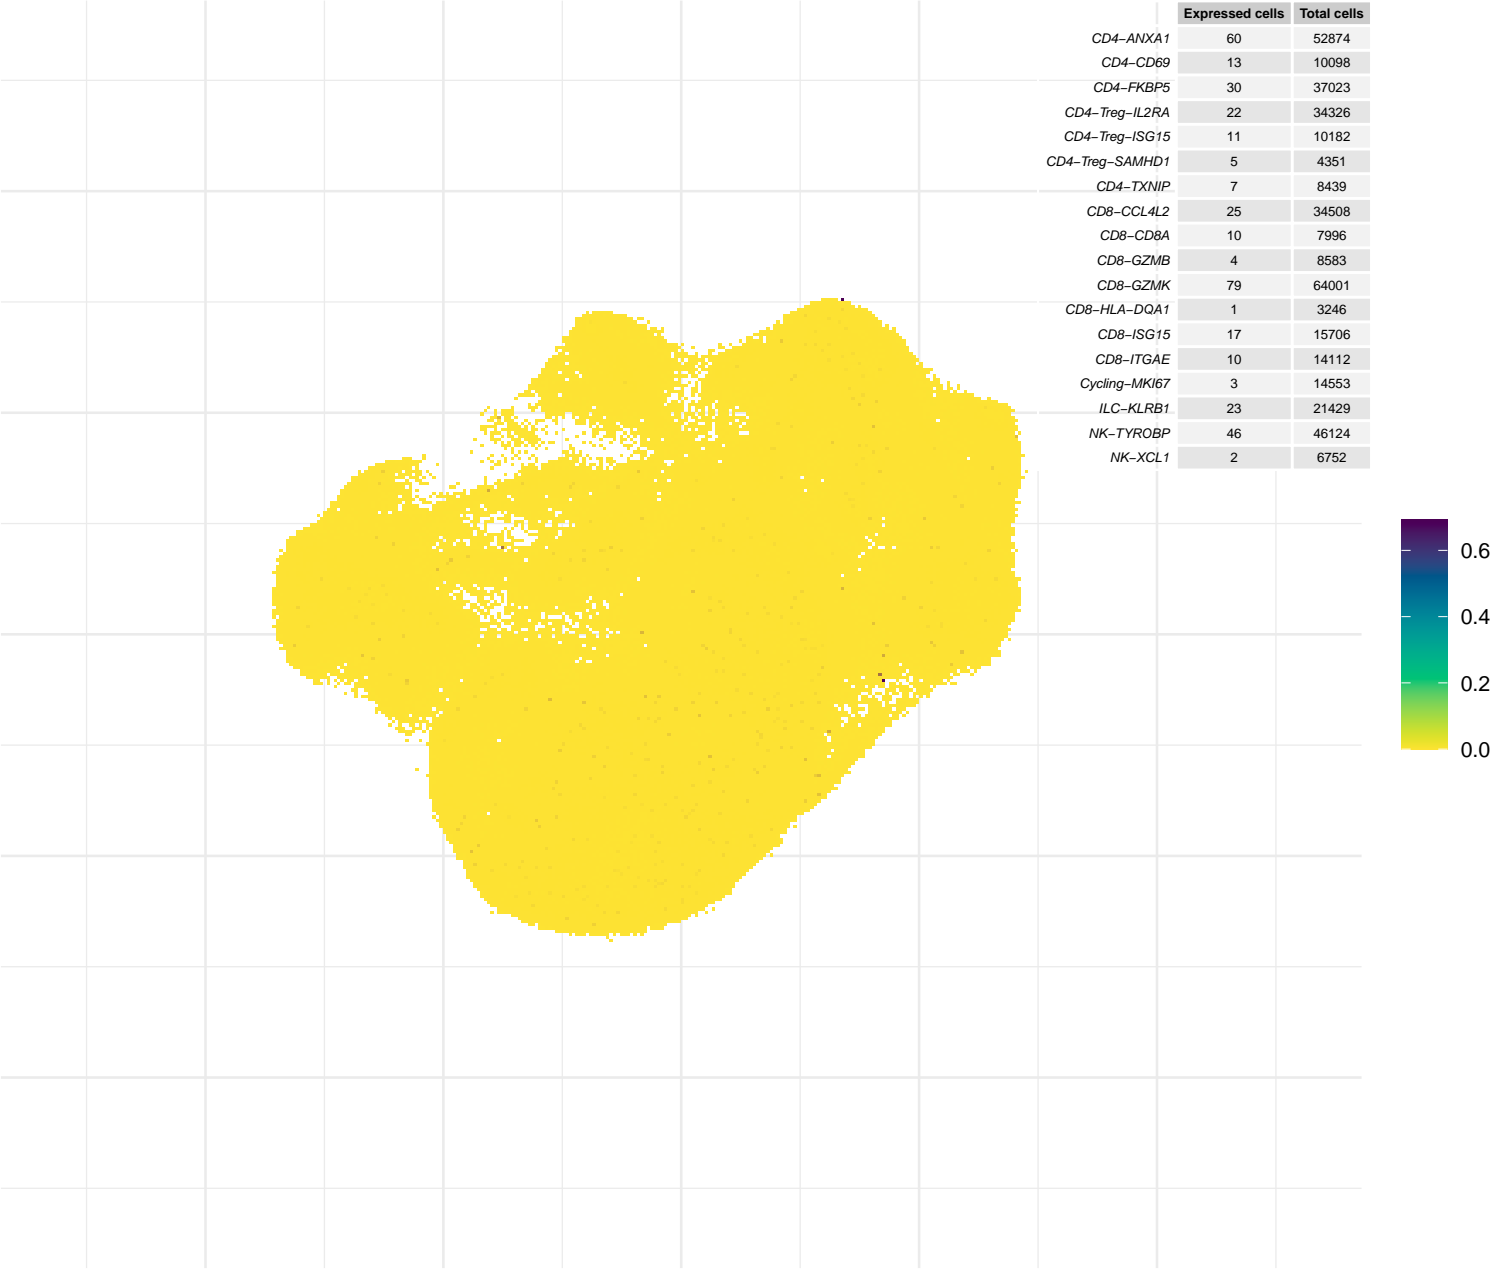 Expressed cells Total cells
CD4−ANXA1 60 52874
CD4−CD69 13 10098
CD4−FKBP5 30 37023
CD4−Treg−IL2RA 22 34326
CD4−Treg−ISG15 11 10182
CD4−Treg−SAMHD1 5 4351
CD4−TXNIP 7 8439
CD8−CCL4L2 25 34508
CD8−CD8A 10 7996
CD8−GZMB 4 8583
CD8−GZMK 79 64001
CD8−HLA−DQA1 1 3246
CD8−ISG15 17 15706
CD8−ITGAE 10 14112
Cycling−MKI67 3 14553
ILC−KLRB1 23 21429
NK−TYROBP 46 46124
NK−XCL1 2 6752
0.6
0.4
0.2
0.0